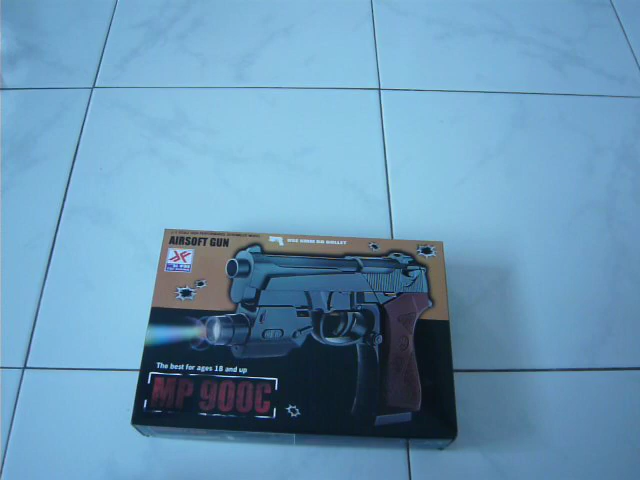 AIRSOFT GUN
USE 6MM BB BULLET
The best for ages 18 and up
MP 900C